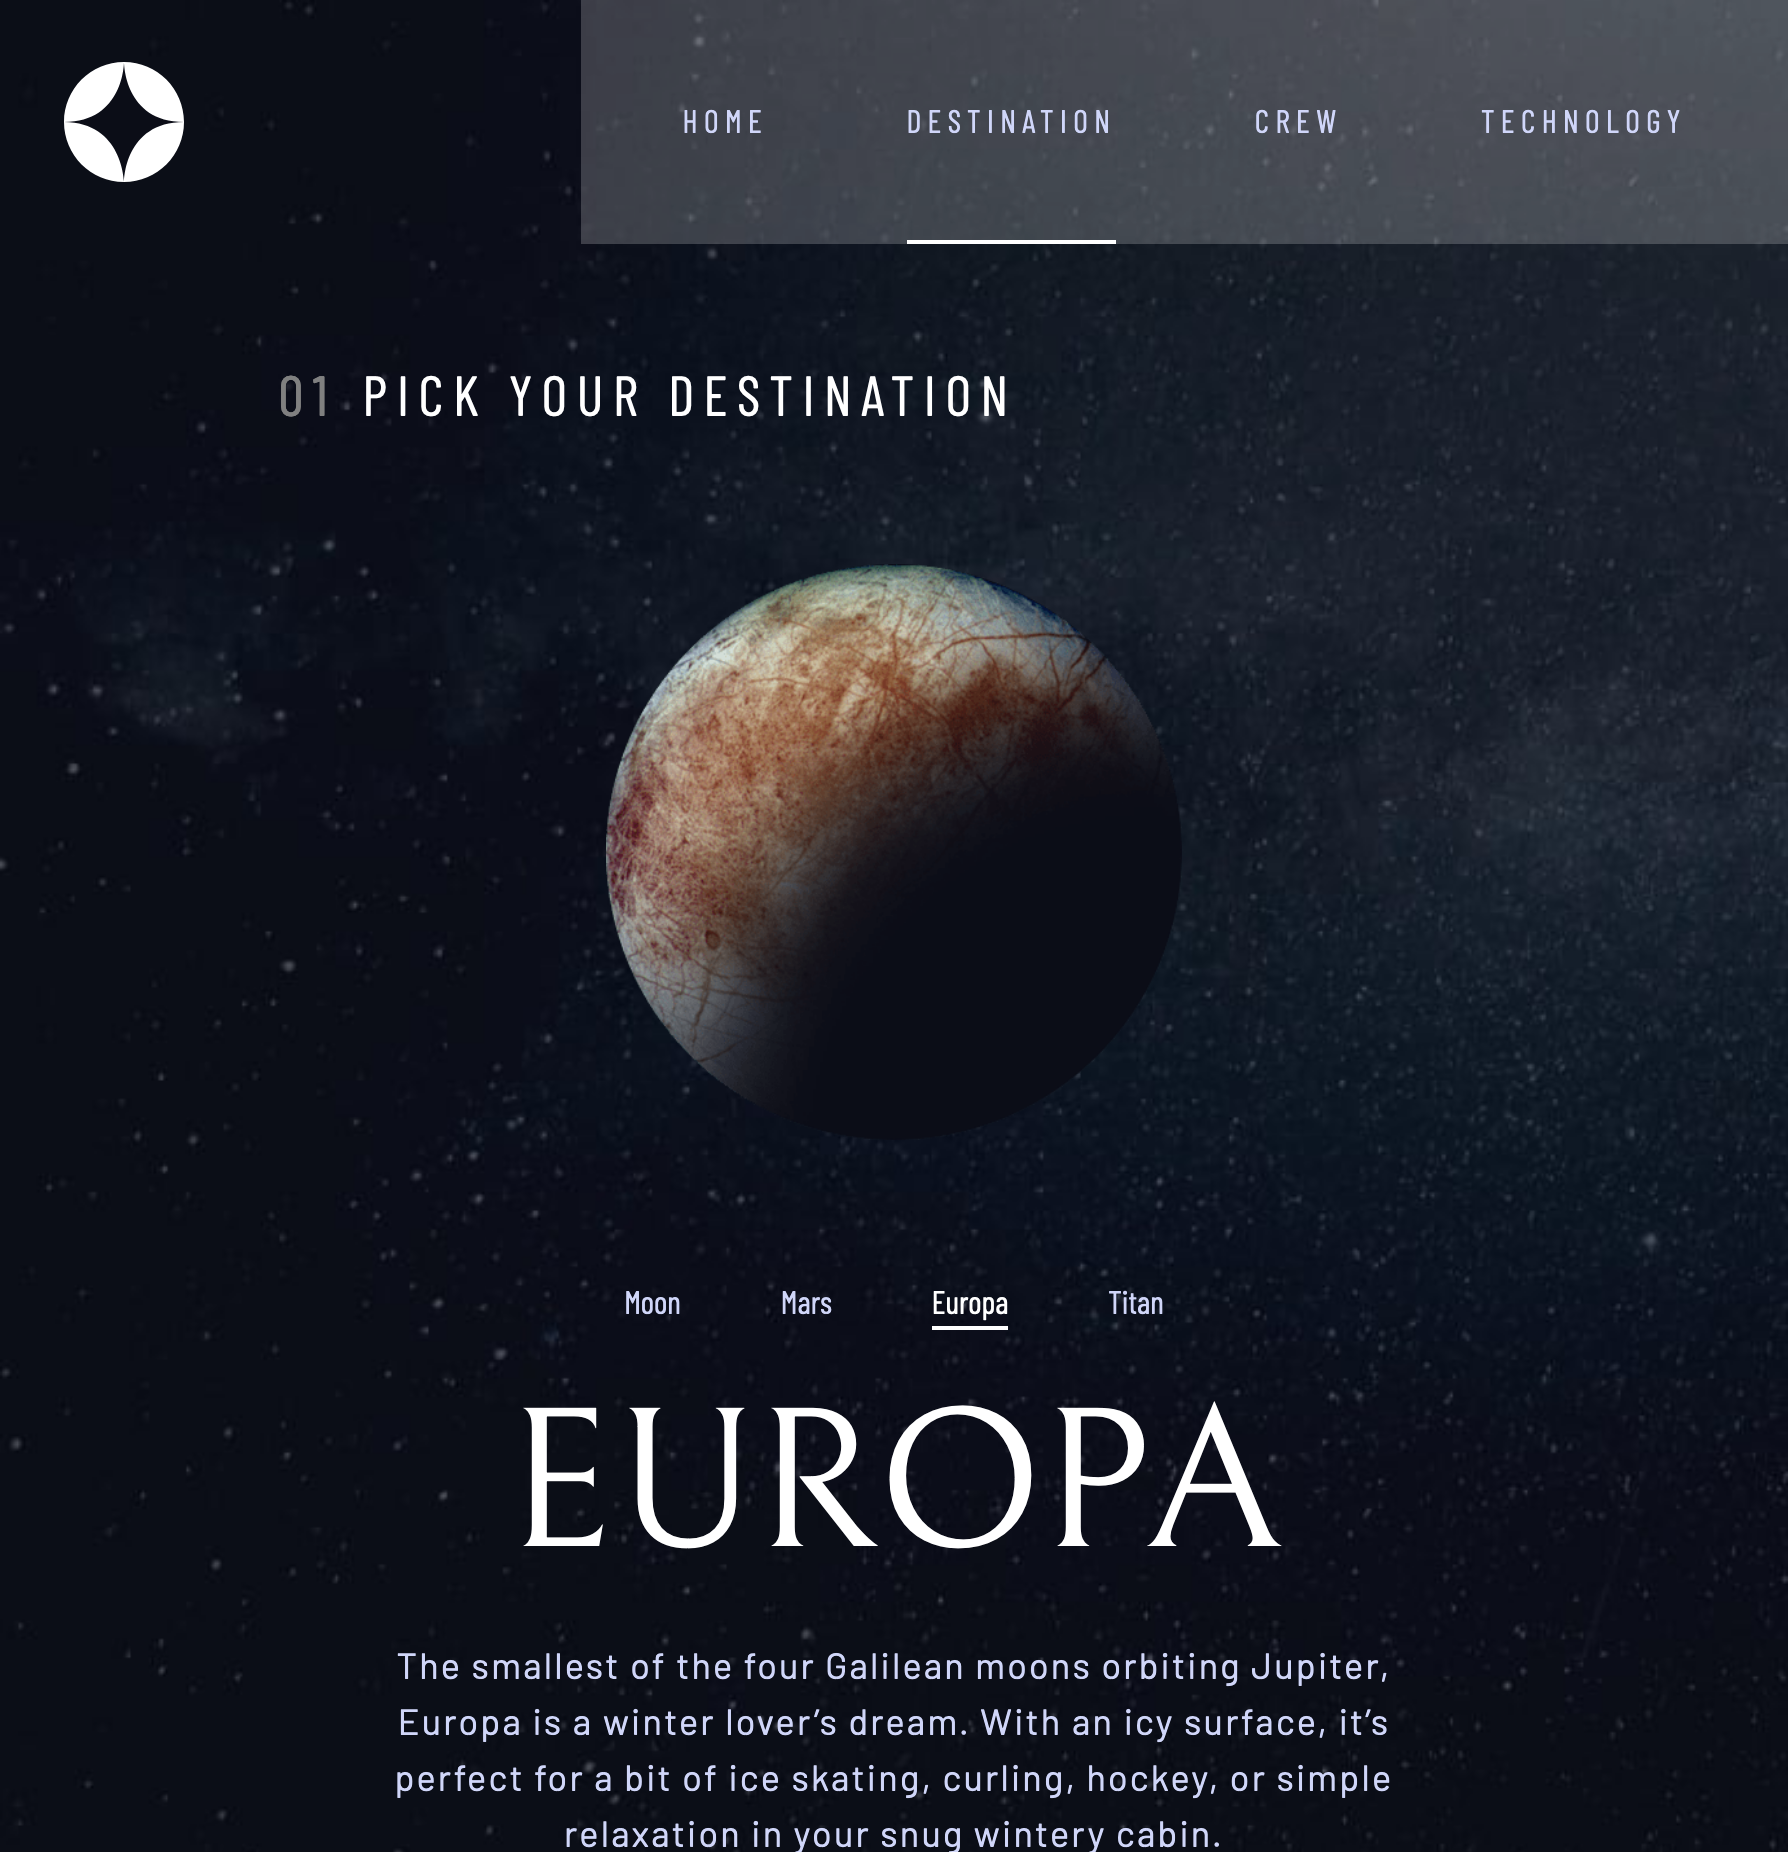 HOME DESTINATION CREW TECHNOLOGY
01 PICK YOUR DESTINATION
Moon Mars Europa Titan
EUROPA
The smallest of the four Galilean moons orbiting Jupiter,
Europa is a winter lover’s dream. With an icy surface, it’s
perfect for a bit of ice skating, curling, hockey, or simple
relaxation in your snug wintery cabin.